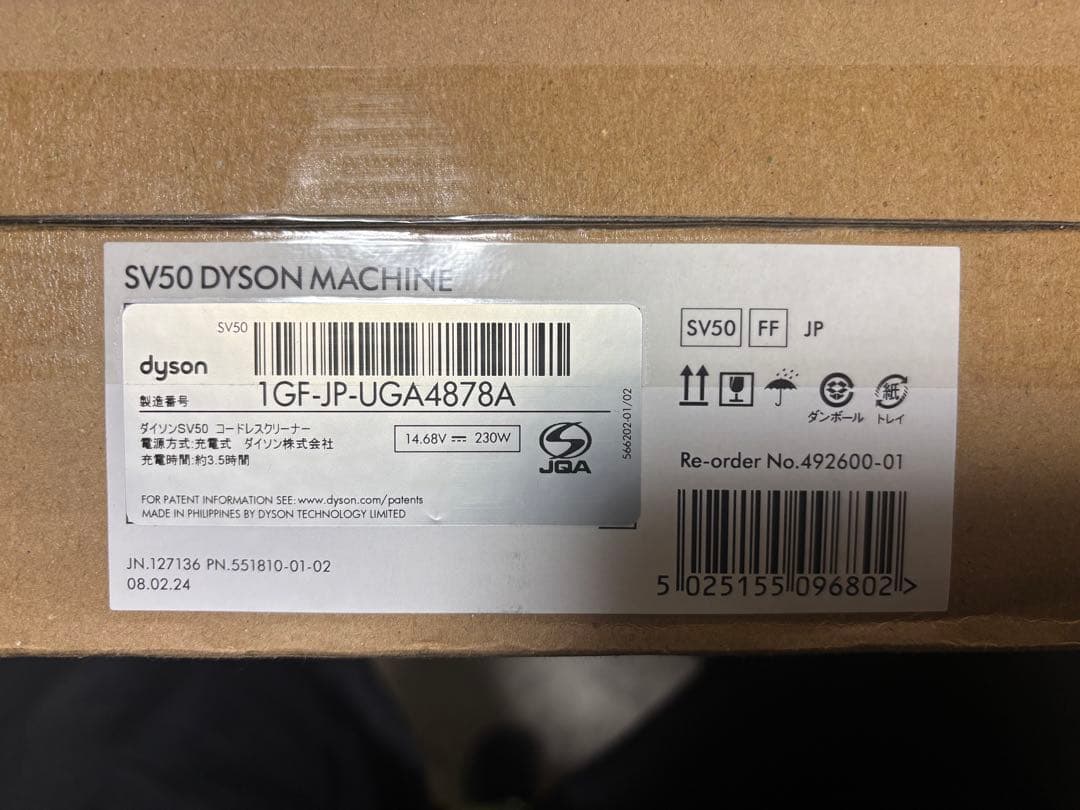 SV50 DYSON MACHINE
SV50
dyson
製造番号
1GF-JP-UGA4878A
ダイソンSV50 コードレスクリーナー
電源方式:充電式 ダイソン株式会社
充電時間:約3.5時間
14.68V ⎓ 230W
JQA
566202-01/02
FOR PATENT INFORMATION SEE: www.dyson.com/patents
MADE IN PHILIPPINES BY DYSON TECHNOLOGY LIMITED
JN.127136 PN.551810-01-02
08.02.24
SV50 FF JP
紙
ダンボール トレイ
Re-order No.492600-01
5 025155 096802 >